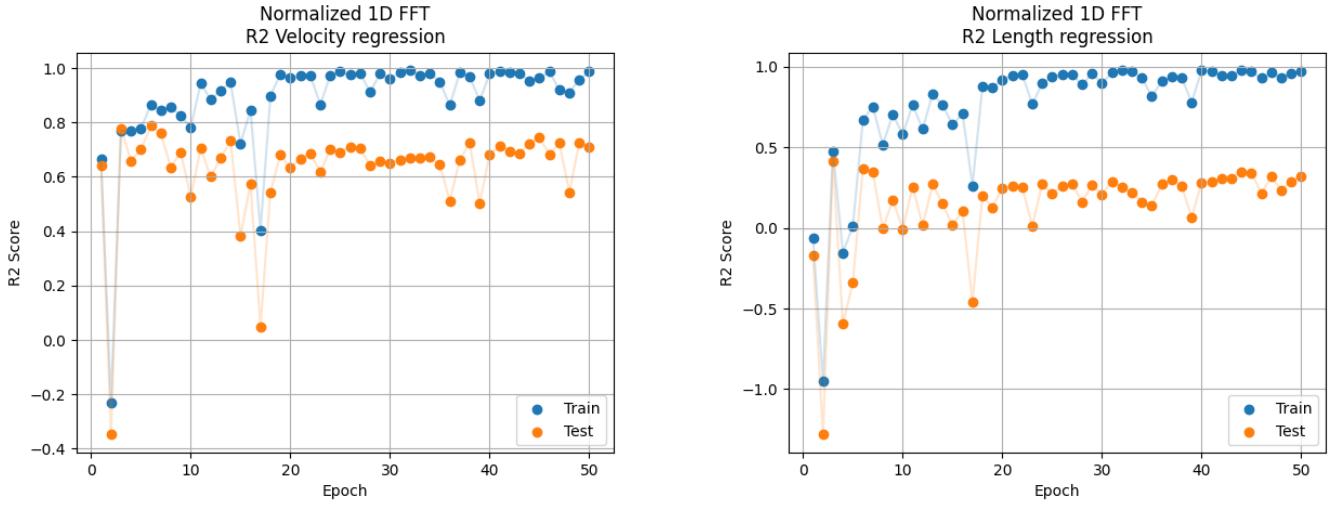 Normalized 1D FFT
R2 Velocity regression
1.0
0.8
0.6
0.4
0.2
0.0
−0.2
−0.4
R2 Score
0
10
20
30
40
50
Epoch
Train
Test
Normalized 1D FFT
R2 Length regression
1.0
0.5
0.0
−0.5
−1.0
R2 Score
0
10
20
30
40
50
Epoch
Train
Test